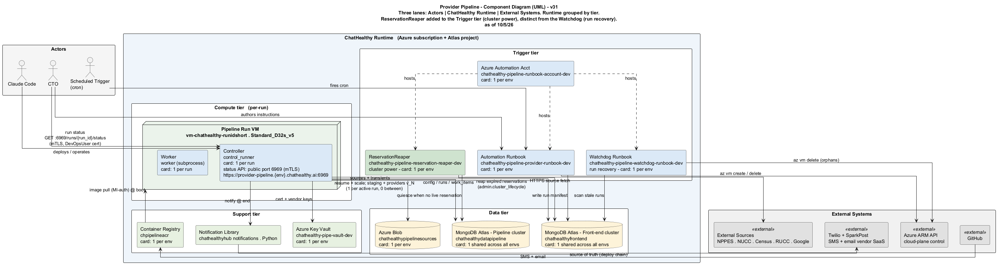 Provider Pipeline - Component Diagram (UML) - v31
Three lanes: Actors | ChatHealthy Runtime | External Systems. Runtime grouped by tier.
ReservationReaper added to the Trigger tier (cluster power), distinct from the Watchdog (run recovery).
as of 10/5/26
ChatHealthy Runtime (Azure subscription + Atlas project)
Actors
Claude Code
CTO
Scheduled Trigger
(cron)
Trigger tier
Azure Automation Acct
chathealthy-pipeline-runbook-account-dev
card: 1 per env
hosts
hosts
hosts
fires cron
authors instructions
Compute tier (per-run)
Pipeline Run VM
vm-chathealthy-runidshort . Standard_D32s_v5
run status
GET :6969/runs/{run_id}/status
(mTLS, DevOpsUser cert)
deploys / operates
Worker
worker (subprocess)
card: 1 per run
Controller
control_runner
card: 1 per run
status API: public port 6969 (mTLS)
https://provider-pipeline.{env}.chathealthy.ai:6969
ReservationReaper
chathealthy-pipeline-reservation-reaper-dev
cluster power - card: 1 per env
Automation Runbook
chathealthy-pipeline-provider-runbook-dev
card: 1 per env
Watchdog Runbook
chathealthy-pipeline-watchdog-runbook-dev
run recovery - card: 1 per env
az vm delete (orphans)
az vm create / delete
sources + transients
resume + scale; staging + providers v_N
(1 per active run, 0 between)
config / runs / work_items
reap expired reservations
(admin.cluster_lifecycle)
HTTPS source fetch
image pull (MI-auth) @ boot
notify @ end
cert + vendor keys
quiesce when no live reservation
write run manifest
scan stale runs
Support tier
Container Registry
chpipelineacr
card: 1 per env
Notification Library
chathealthyhub notifications . Python
Azure Key Vault
chathealthy-pipe-vault-dev
card: 1 per env
Data tier
Azure Blob
chathealthypipelinesources
card: 1 per env
MongoDB Atlas - Pipeline cluster
chathealthydatapipeline
card: 1 shared across all envs
MongoDB Atlas - Front-end cluster
chathealthyfrontend
card: 1 shared across all envs
External Systems
«external»
External Sources
NPPES . NUCC . Census . RUCC . Google
«external»
Twilio + SparkPost
SMS + email vendor SaaS
«external»
Azure ARM API
cloud-plane control
«external»
GitHub
SMS + email
source of truth (deploy chain)